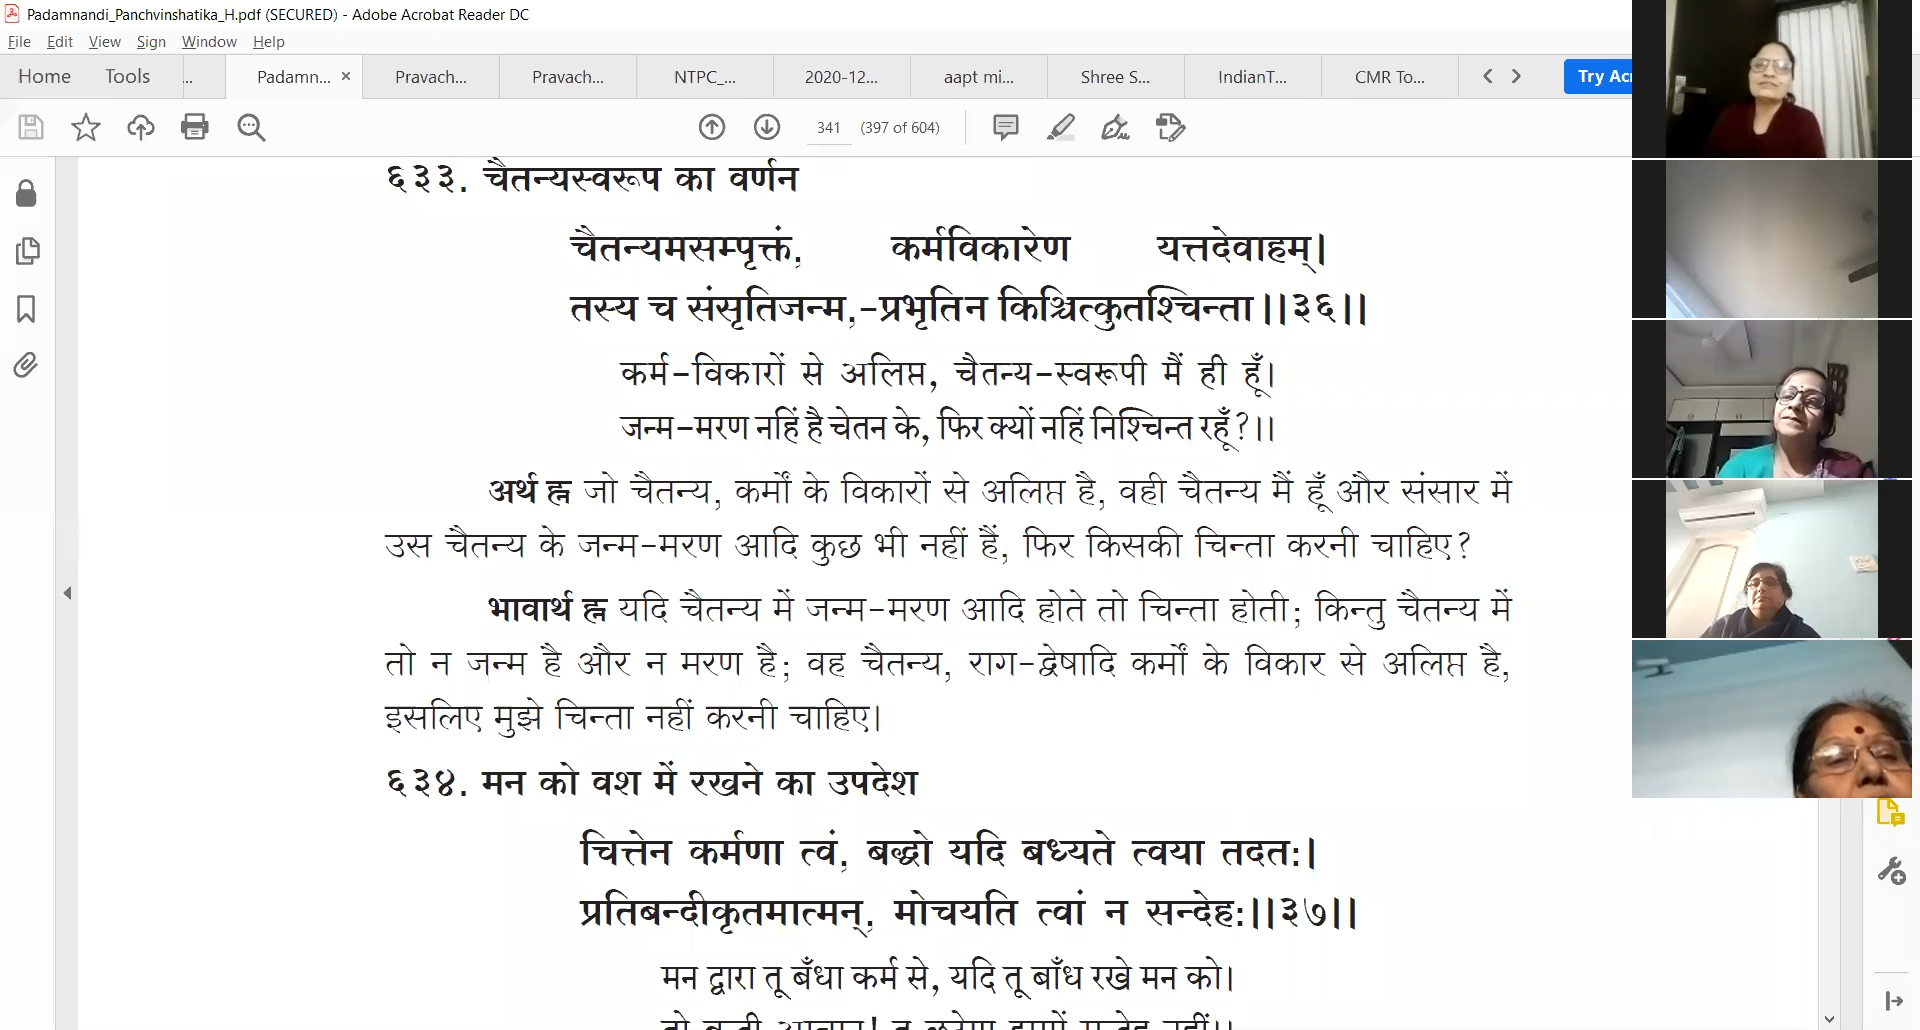 Padamnandi_Panchvinshatika_H.pdf (SECURED) - Adobe Acrobat Reader DC
File Edit View Sign Window Help
Home Tools ... Padamn... × Pravach... Pravach... NTPC_... 2020-12... aapt mi... Shree S... IndianT... CMR To... Try Acr
341 (397 of 604)
६३३. चैतन्यस्वरूप का वर्णन
चैतन्यमसम्पृक्तं, कर्मविकारेण यत्तदेवाहम्।
तस्य च संसृतिजन्म,-प्रभृतिन किञ्चित्कुतश्चिन्ता।।३६।।
कर्म-विकारों से अलिप्त, चैतन्य-स्वरूपी मैं ही हूँ।
जन्म-मरण नहिं है चेतन के, फिर क्यों नहिं निश्चिन्त रहूँ?।।
अर्थ ह्न जो चैतन्य, कर्मों के विकारों से अलिप्त है, वही चैतन्य मैं हूँ और संसार में
उस चैतन्य के जन्म-मरण आदि कुछ भी नहीं हैं, फिर किसकी चिन्ता करनी चाहिए?
भावार्थ ह्न यदि चैतन्य में जन्म-मरण आदि होते तो चिन्ता होती; किन्तु चैतन्य में
तो न जन्म है और न मरण है; वह चैतन्य, राग-द्वेषादि कर्मों के विकार से अलिप्त है,
इसलिए मुझे चिन्ता नहीं करनी चाहिए।
६३४. मन को वश में रखने का उपदेश
चित्तेन कर्मणा त्वं, बद्धो यदि बध्यते त्वया तदतः।
प्रतिबन्दीकृतमात्मन्, मोचयति त्वां न सन्देहः।।३७।।
मन द्वारा तू बँधा कर्म से, यदि तू बाँध रखे मन को।